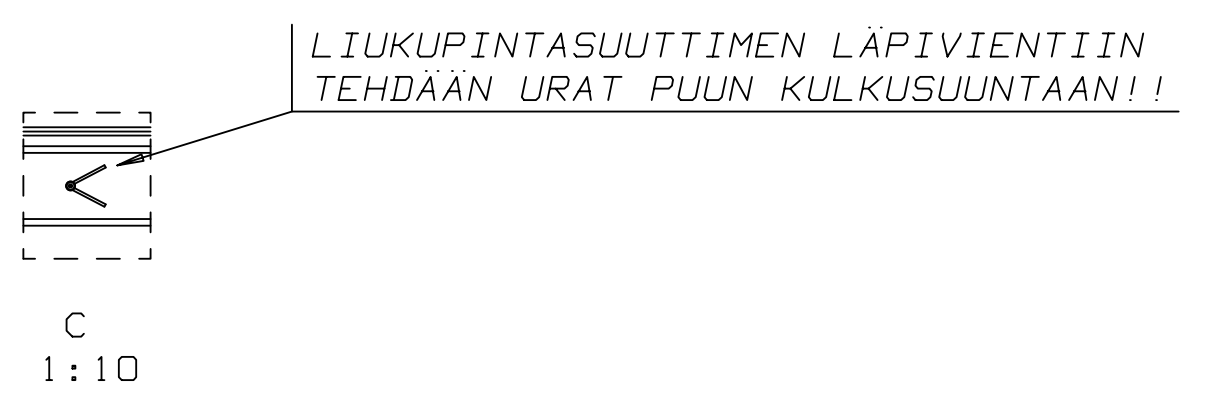 LIUKUPINTASUUTTIMEN LÄPIVIENTIIN
TEHDÄÄN URAT PUUN KULKUSUUNTAAN!!
C
1:10